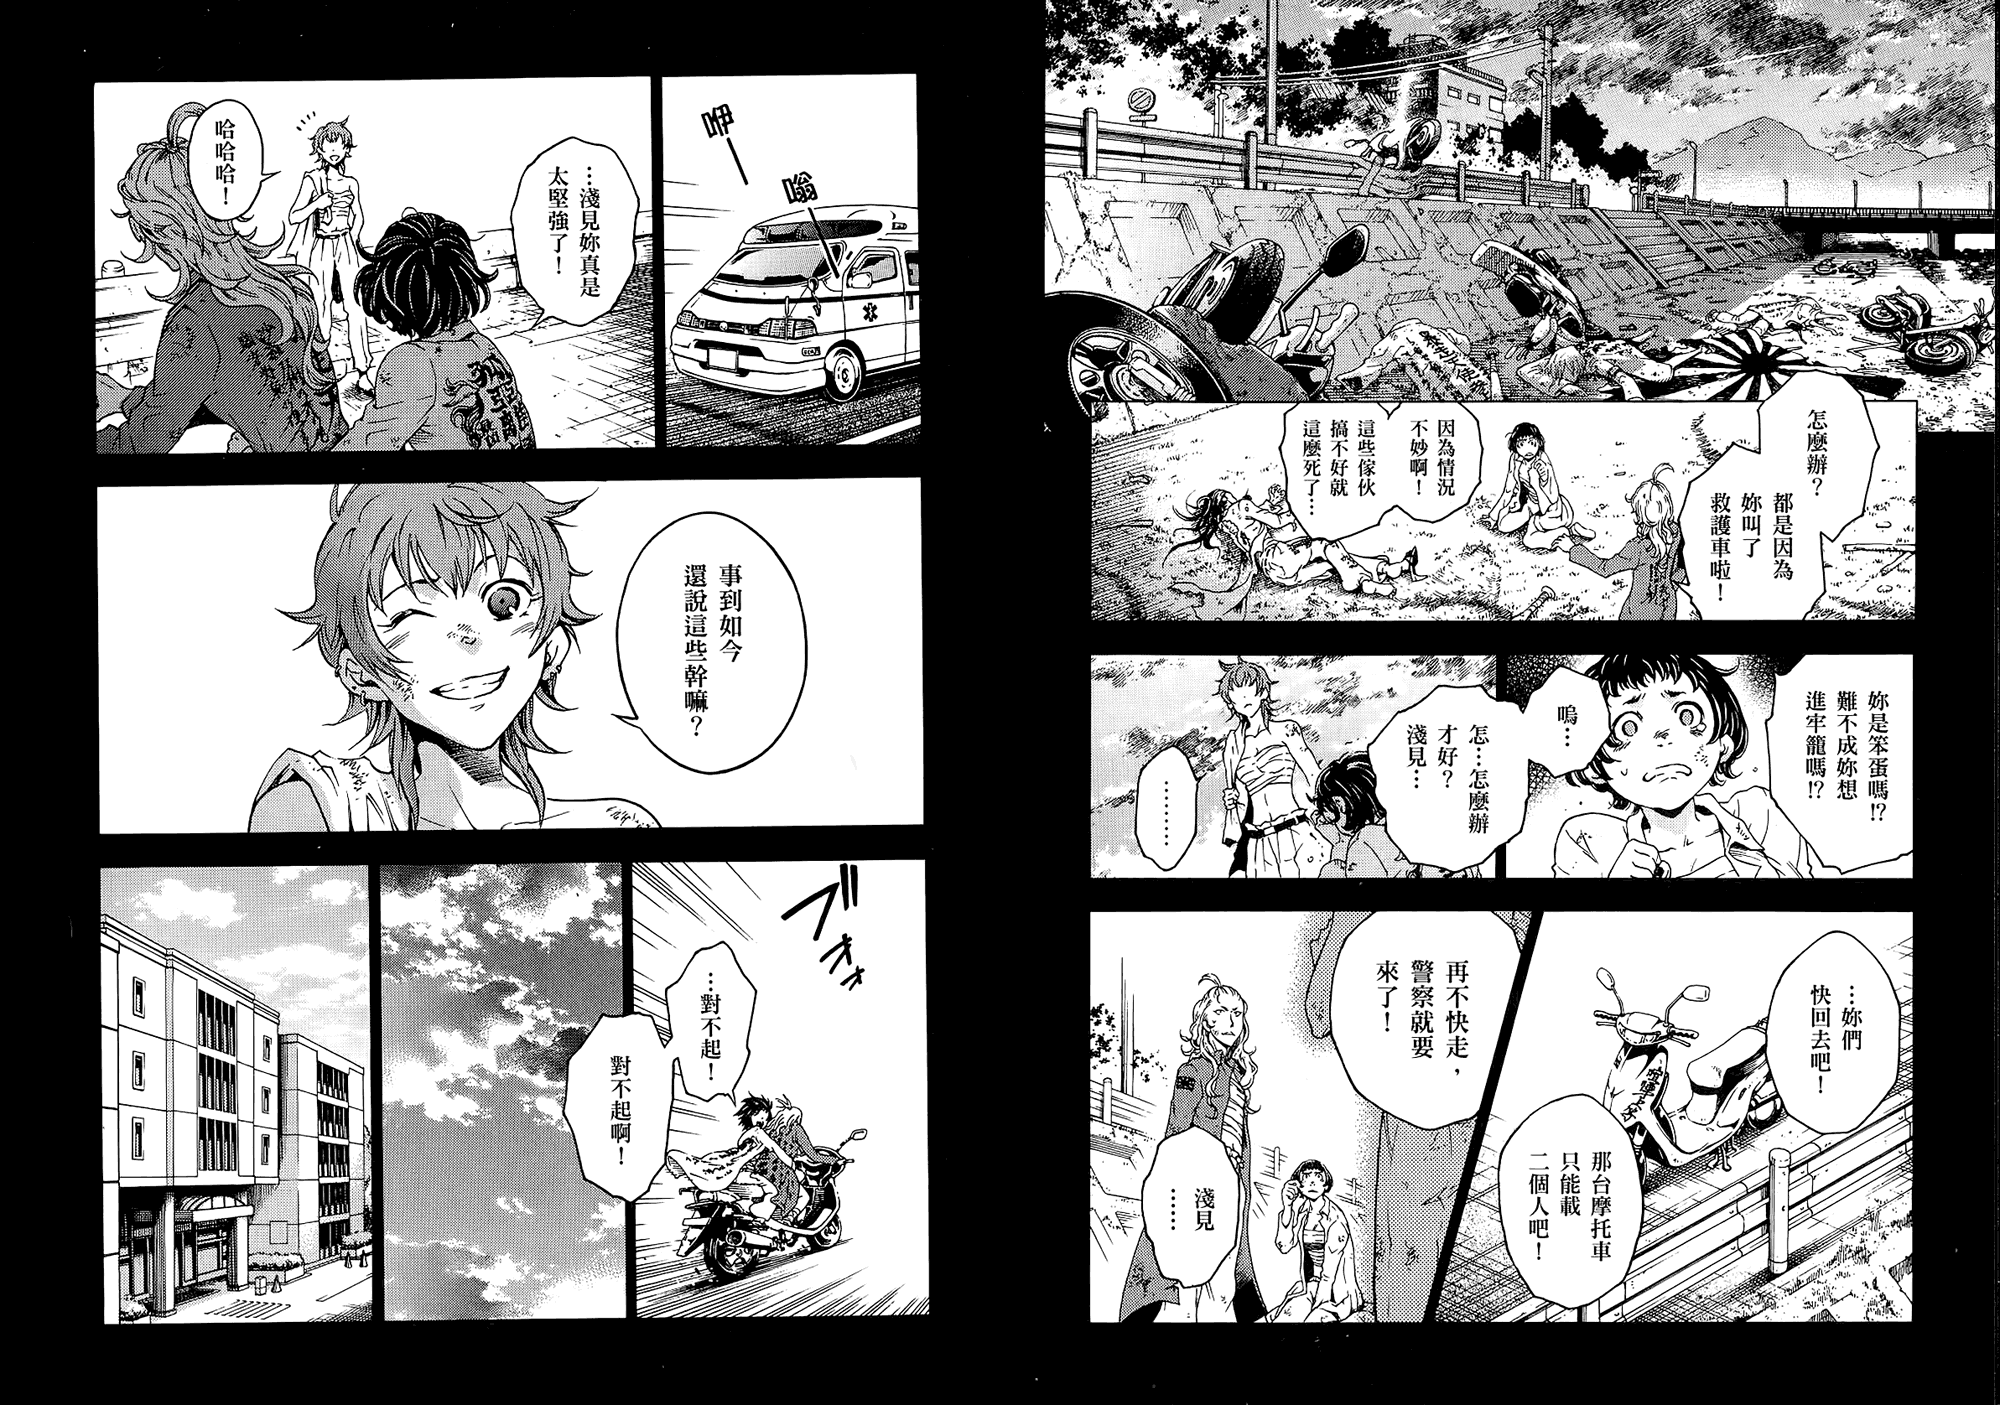 怎麼辦？
都是因為
妳叫了
救護車啦！
因為情況
不妙啊！
這些傢伙
搞不好就
這麼死了…
妳是笨蛋嗎!?
難不成妳想
進牢籠嗎!?
嗚…
怎…怎麼辦
才好？
淺見…
………
…妳們
快回去吧！
那台摩托車
只能載
二個人吧！
再不快走，
警察就要
來了！
淺見
……
咿—
嗡—
…淺見妳真是
太堅強了！
哈哈哈！
事到如今
還說這些幹嘛？
ブォォ
…對不起！
對不起啊！